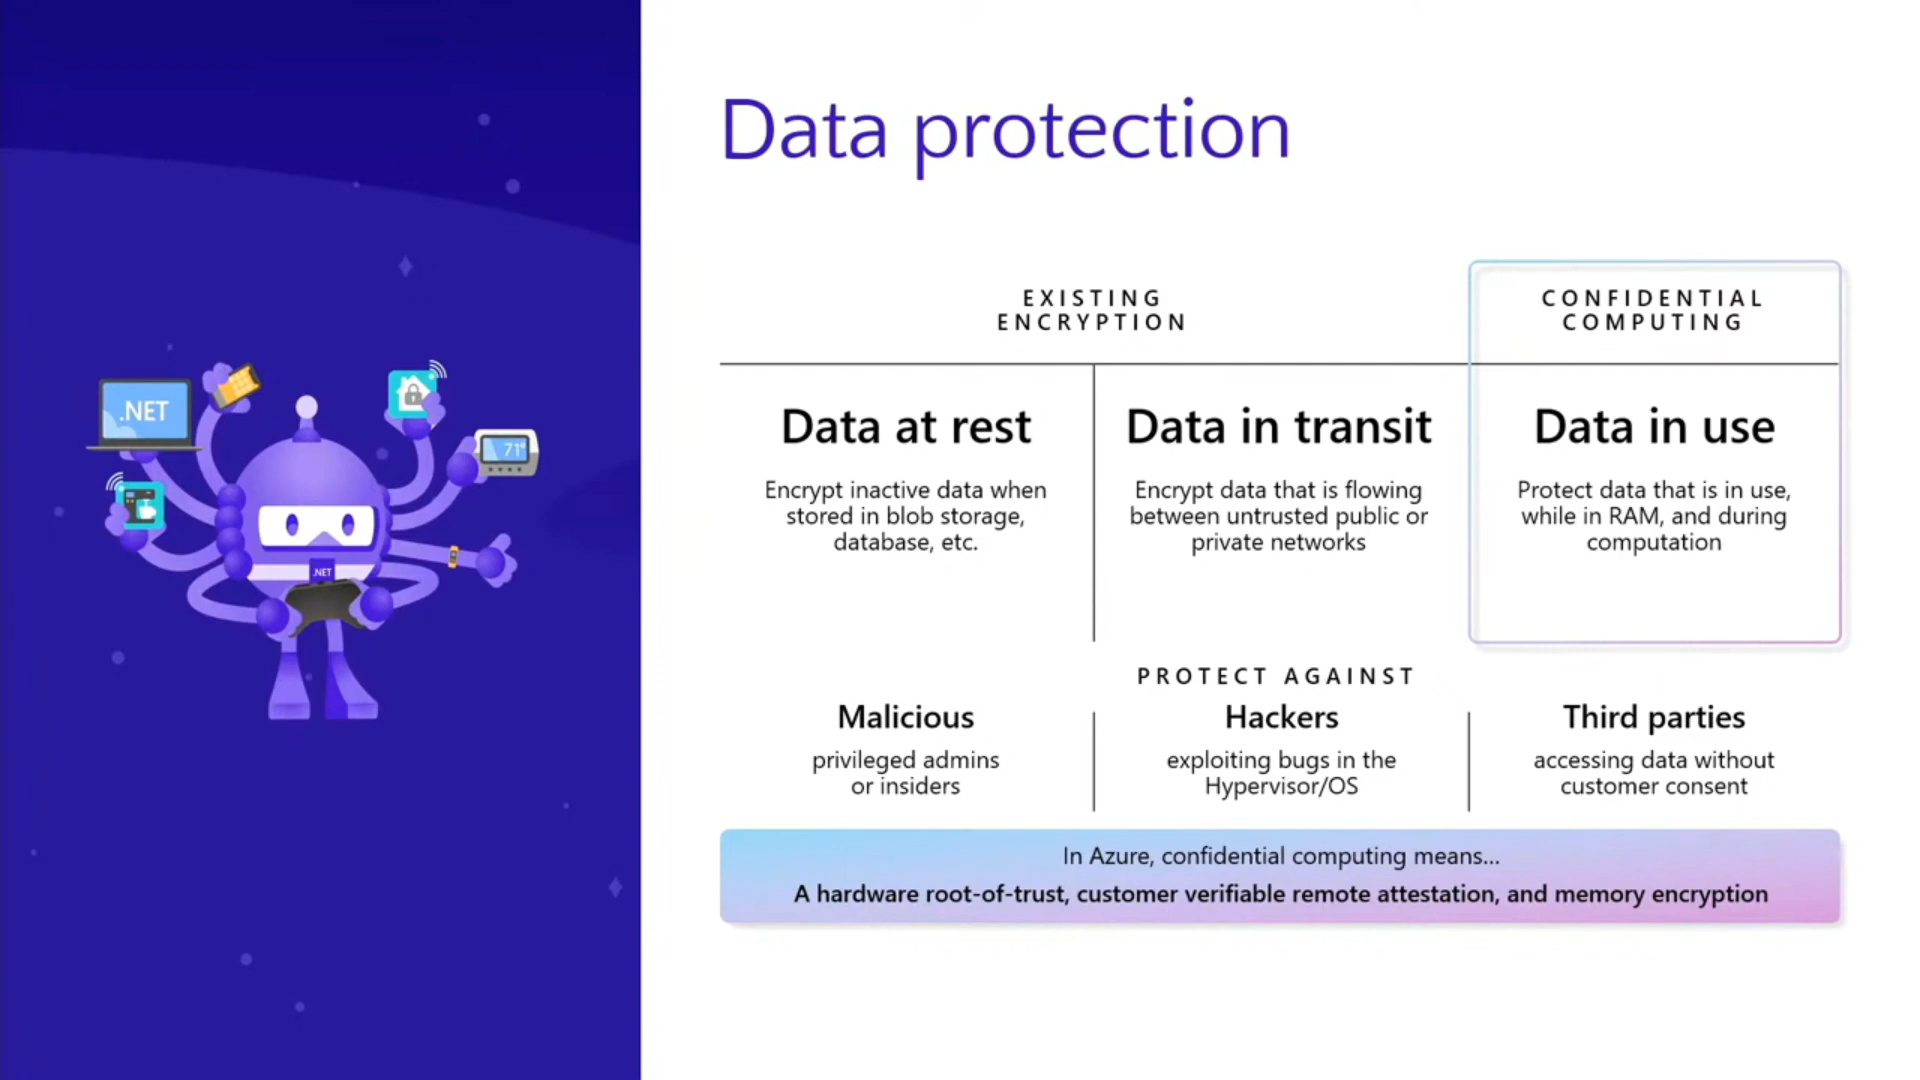 Data protection
EXISTING
ENCRYPTION
CONFIDENTIAL
COMPUTING
Data at rest
Encrypt inactive data when
stored in blob storage,
database, etc.
Data in transit
Encrypt data that is flowing
between untrusted public or
private networks
Data in use
Protect data that is in use,
while in RAM, and during
computation
PROTECT AGAINST
Malicious
privileged admins
or insiders
Hackers
exploiting bugs in the
Hypervisor/OS
Third parties
accessing data without
customer consent
In Azure, confidential computing means...
A hardware root-of-trust, customer verifiable remote attestation, and memory encryption
.NET
71°
.NET